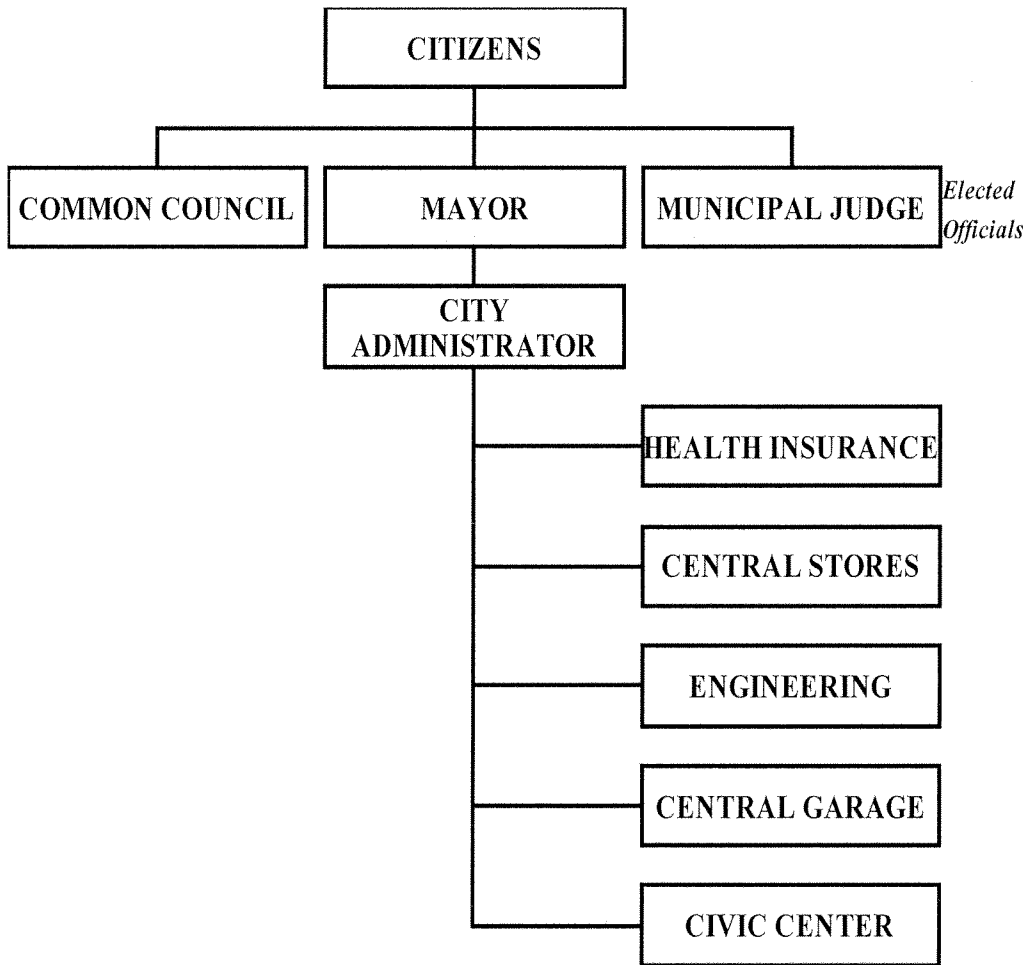 CITIZENS
COMMON COUNCIL
MAYOR
MUNICIPAL JUDGE
Elected
Officials
CITY
ADMINISTRATOR
HEALTH INSURANCE
CENTRAL STORES
ENGINEERING
CENTRAL GARAGE
CIVIC CENTER